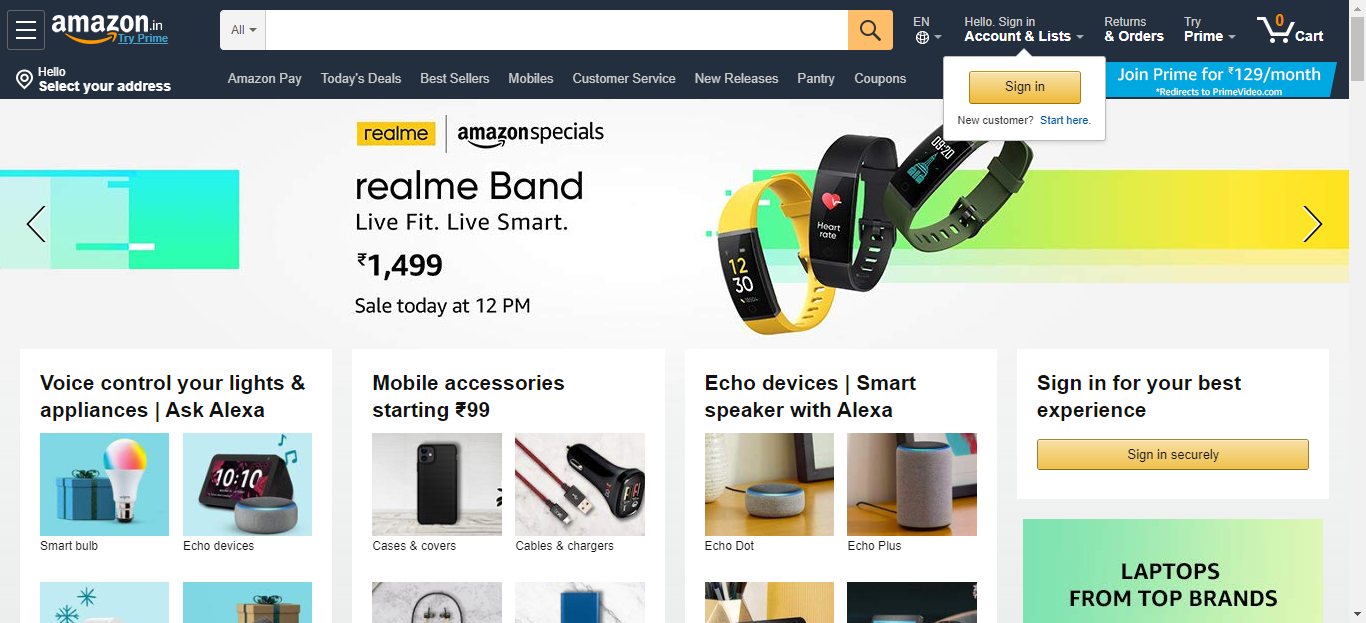 amazon.in
Try Prime
All
EN
Hello. Sign in
Account & Lists
Returns
& Orders
Try
Prime
0
Cart
Hello
Select your address
Amazon Pay
Today's Deals
Best Sellers
Mobiles
Customer Service
New Releases
Pantry
Coupons
Join Prime for ₹129/month
*Redirects to PrimeVideo.com
Sign in
New customer? Start here.
realme
amazonspecials
realme Band
Live Fit. Live Smart.
₹1,499
Sale today at 12 PM
08:20
Heart
rate
12
30
Voice control your lights &
appliances | Ask Alexa
10:10
Smart bulb
Echo devices
Mobile accessories
starting ₹99
Cases & covers
Cables & chargers
Echo devices | Smart
speaker with Alexa
Echo Dot
Echo Plus
Sign in for your best
experience
Sign in securely
LAPTOPS
FROM TOP BRANDS